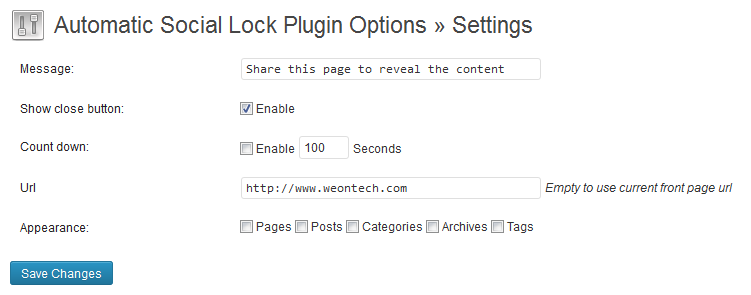 Automatic Social Lock Plugin Options » Settings
Message: Share this page to reveal the content
Show close button: Enable
Count down: Enable 100 Seconds
Url http://www.weontech.com Empty to use current front page url
Appearance: Pages Posts Categories Archives Tags
Save Changes